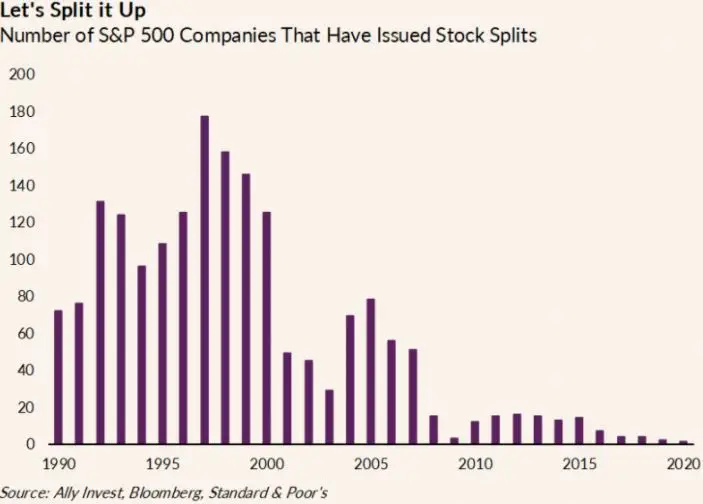 Let's Split it Up
Number of S&P 500 Companies That Have Issued Stock Splits
200
180
160
140
120
100
80
60
40
20
0
1990 1995 2000 2005 2010 2015 2020
Source: Ally Invest, Bloomberg, Standard & Poor's